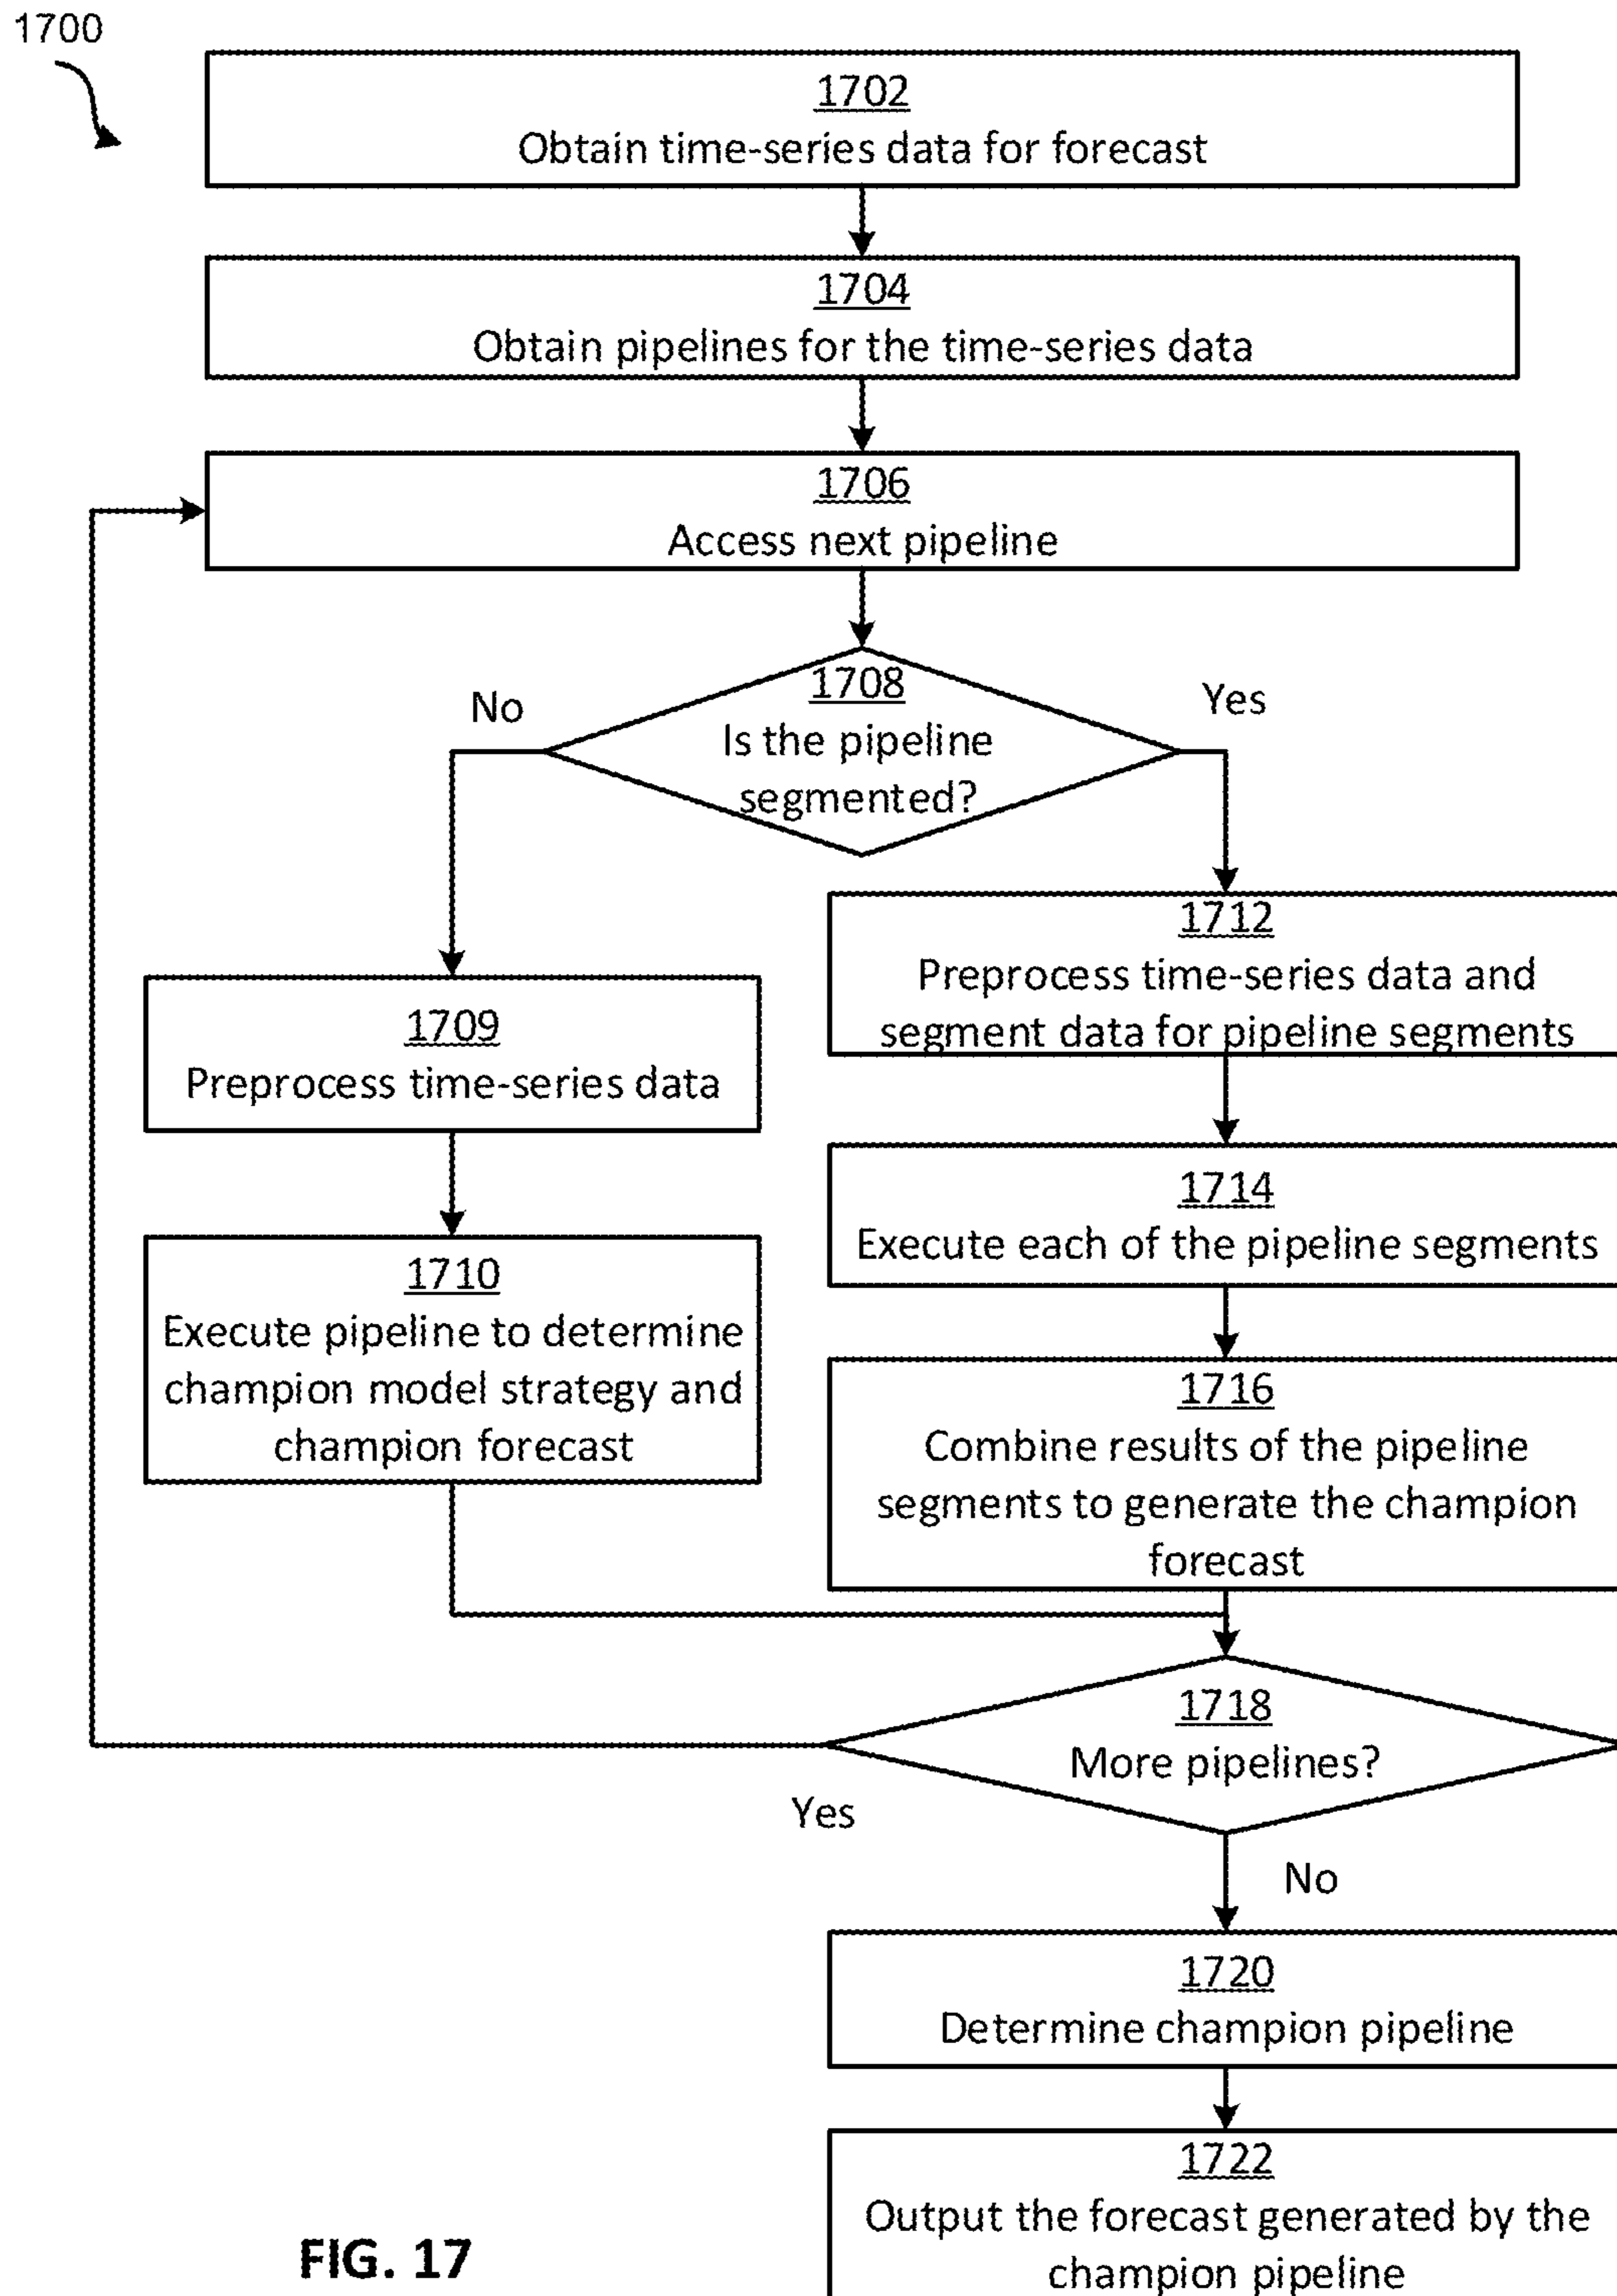 1700
1702
Obtain time-series data for forecast
1704
Obtain pipelines for the time-series data
1706
Access next pipeline
1708
Is the pipeline
segmented?
No
Yes
1709
Preprocess time-series data
1710
Execute pipeline to determine
champion model strategy and
champion forecast
1712
Preprocess time-series data and
segment data for pipeline segments
1714
Execute each of the pipeline segments
1716
Combine results of the pipeline
segments to generate the champion
forecast
1718
More pipelines?
Yes
No
1720
Determine champion pipeline
1722
Output the forecast generated by the
champion pipeline
FIG. 17